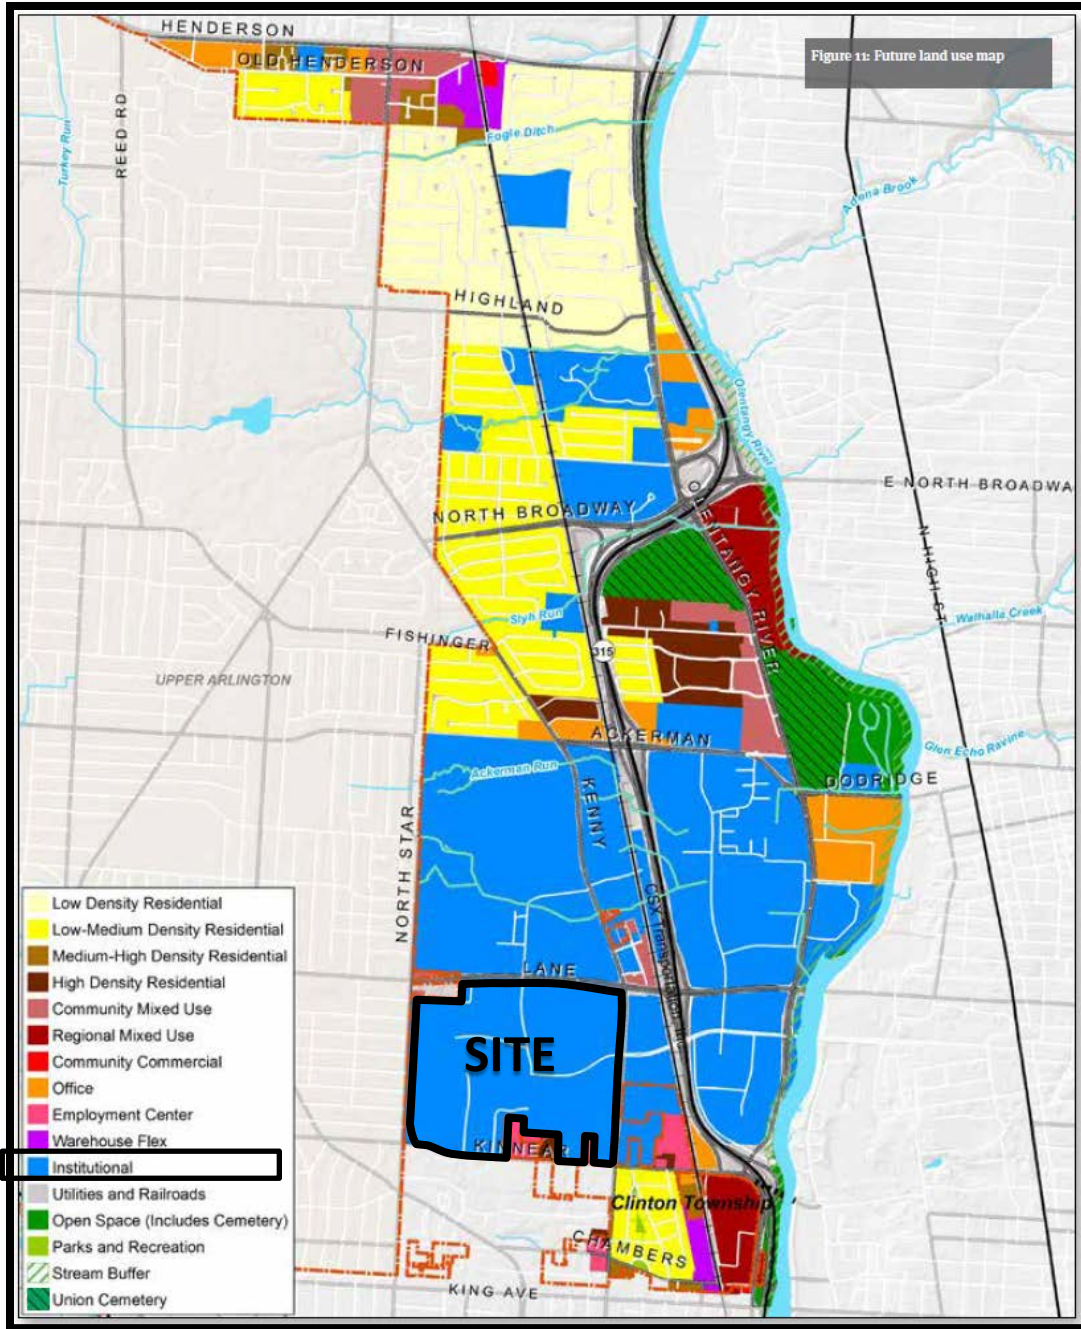 HENDERSON
OLD HENDERSON
Figure 11: Future land use map
REED RD
Turkey Run
Fogle Ditch
Adena Brook
HIGHLAND
Olentangy River
E NORTH BROADWA
NORTH BROADWAY
OLENTANGY RIVER
N HIGH ST
Slyh Run
Walhalla Creek
FISHINGER
315
UPPER ARLINGTON
ACKERMAN
Glen Echo Ravine
Ackerman Run
DODRIDGE
KENNY
NORTH STAR
CSX Transportation Inc
LANE
SITE
KINNEAR
Clinton Township
CHAMBERS
KING AVE
Low Density Residential
Low-Medium Density Residential
Medium-High Density Residential
High Density Residential
Community Mixed Use
Regional Mixed Use
Community Commercial
Office
Employment Center
Warehouse Flex
Institutional
Utilities and Railroads
Open Space (Includes Cemetery)
Parks and Recreation
Stream Buffer
Union Cemetery